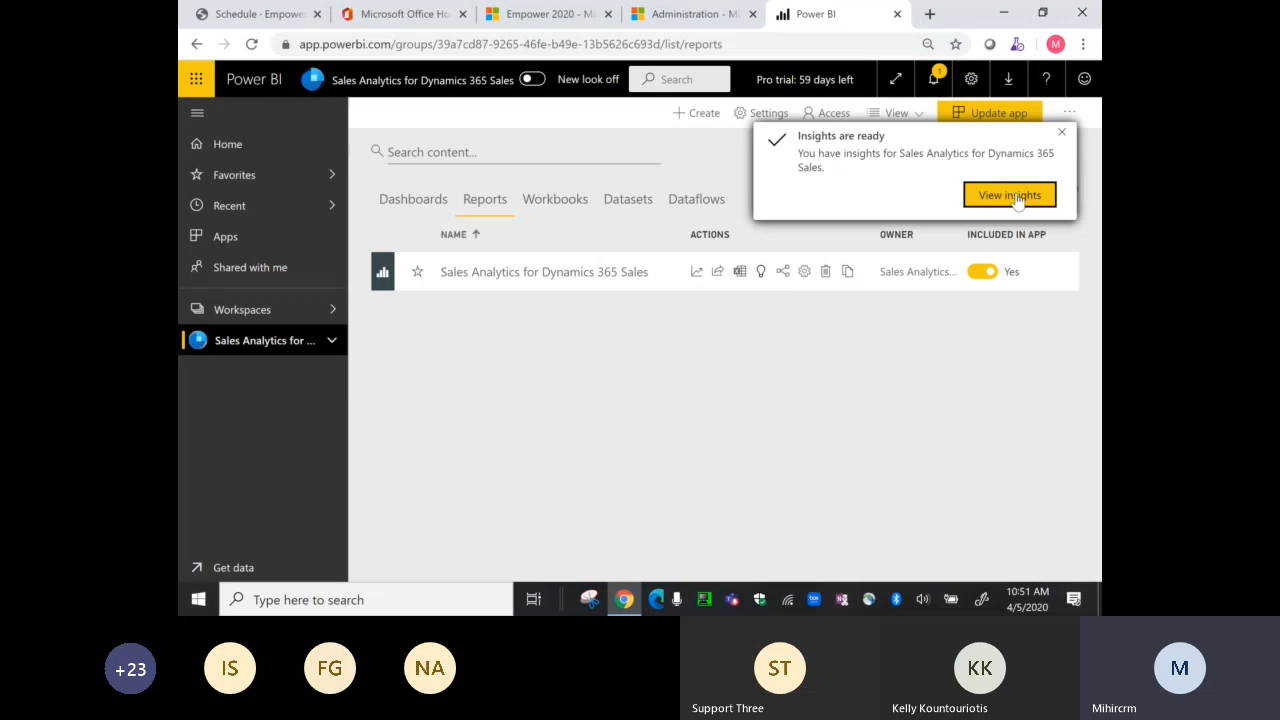 Schedule · Empower
Microsoft Office Ho
Empower 2020 - Mi
Administration - Mi
Power BI
app.powerbi.com/groups/39a7cd87-9265-46fe-b49e-13b5626c693d/list/reports
M
Power BI
Sales Analytics for Dynamics 365 Sales
New look off
Search
Pro trial: 59 days left
1
?
Create
Settings
Access
View
Update app
...
Insights are ready
You have insights for Sales Analytics for Dynamics 365
Sales.
View insights
Home
Favorites
Recent
Apps
Shared with me
Workspaces
Sales Analytics for ...
Get data
Search content...
Dashboards
Reports
Workbooks
Datasets
Dataflows
NAME
ACTIONS
OWNER
INCLUDED IN APP
Sales Analytics for Dynamics 365 Sales
Sales Analytics...
Yes
Type here to search
10:51 AM
4/5/2020
+23
IS
FG
NA
ST
KK
M
Support Three
Kelly Kountouriotis
Mihircrm